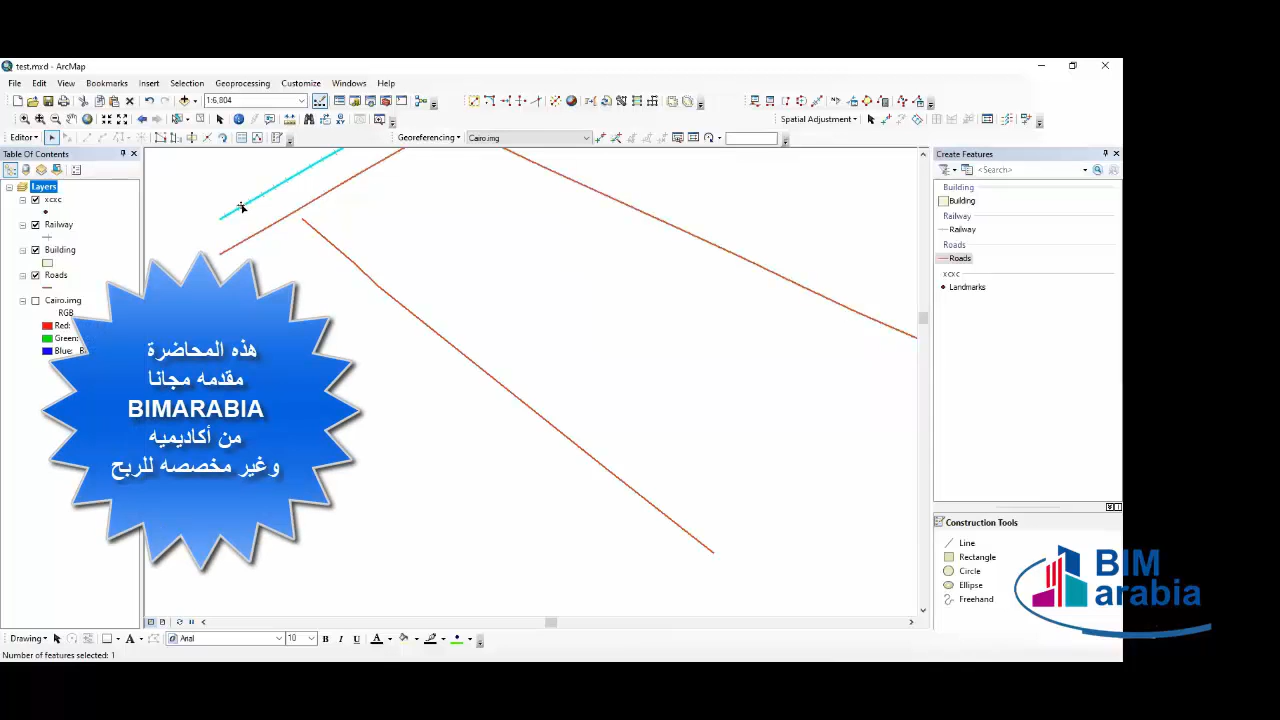 test.mxd - ArcMap
File Edit View Bookmarks Insert Selection Geoprocessing Customize Windows Help
1:6,804
Spatial Adjustment
Editor
Georeferencing
Cairo.img
Table Of Contents
Layers
xcxc
Railway
Building
Roads
Cairo.img
RGB
Red:
Green:
Blue: B
هذه المحاضرة
مقدمه مجانا
BIMARABIA
من أكاديميه
وغير مخصصه للربح
Create Features
<Search>
Building
Building
Railway
Railway
Roads
Roads
xcxc
Landmarks
Construction Tools
Line
Rectangle
Circle
Ellipse
Freehand
BIM
arabia
Drawing
A
Arial
10
B I U A
Number of features selected: 1